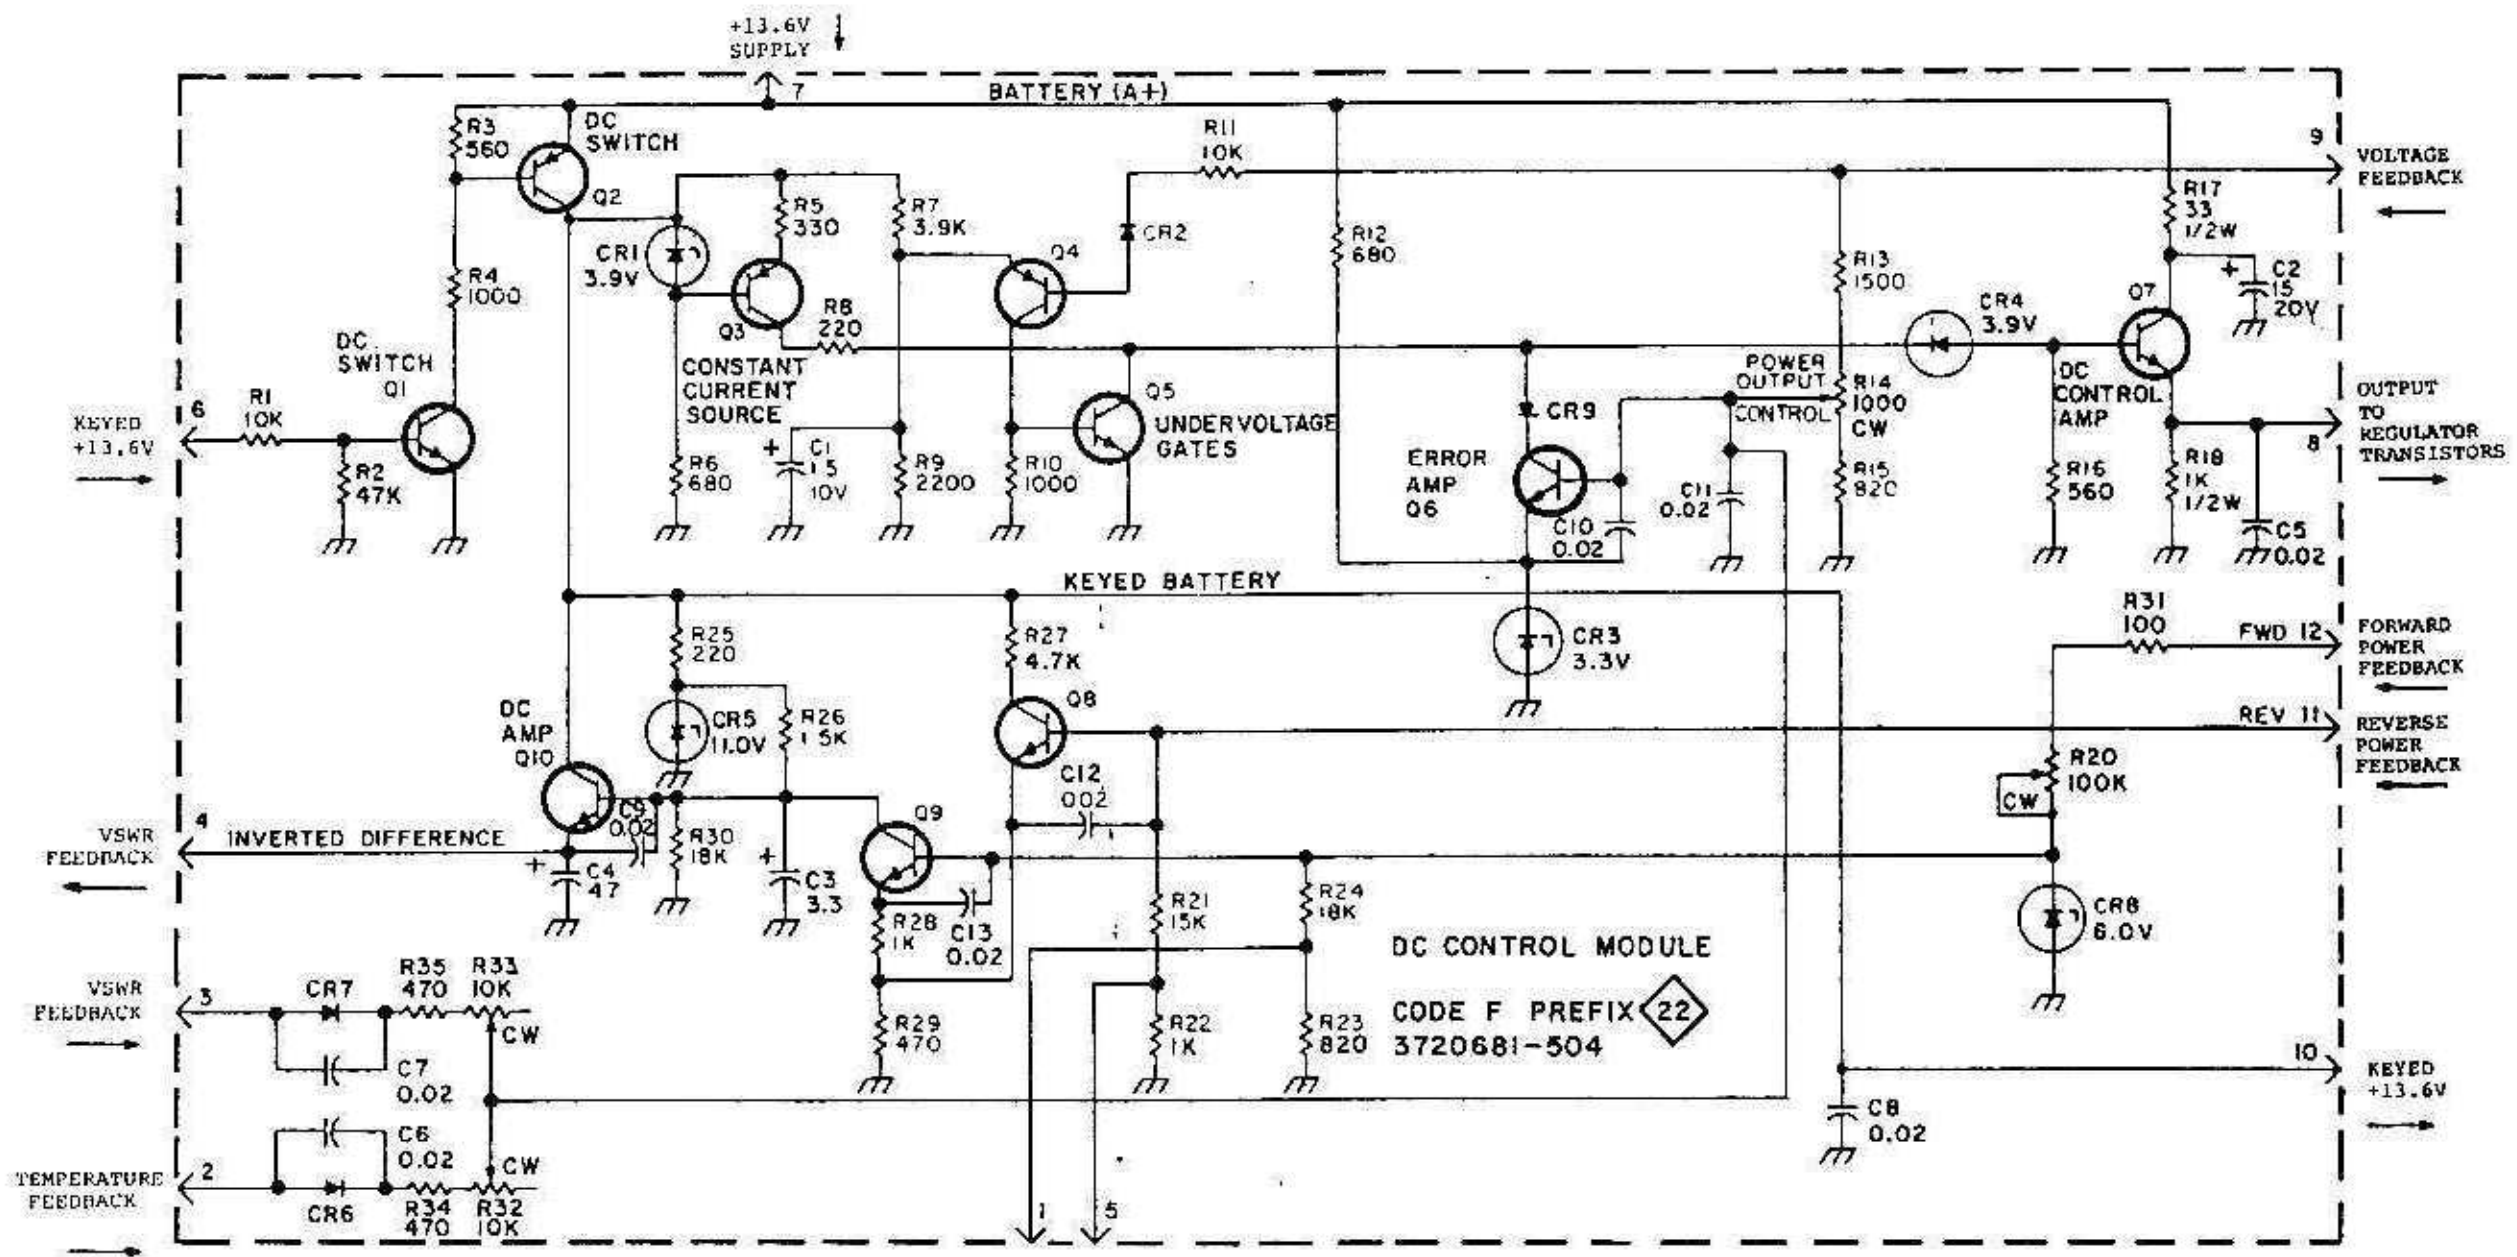 +13.6V
SUPPLY
7
BATTERY (A+)
R3
560
DC
SWITCH
Q2
R11
10K
9
VOLTAGE
FEEDBACK
R17
33
1/2W
R5
330
R7
3.9K
CR2
Q4
R12
680
R13
1500
CR1
3.9V
R4
1000
Q3
R8
220
CR4
3.9V
Q7
C2
15
20V
DC
SWITCH
Q1
CONSTANT
CURRENT
SOURCE
Q5
UNDERVOLTAGE
GATES
CR9
POWER
OUTPUT
CONTROL
R14
1000
CW
DC
CONTROL
AMP
OUTPUT
TO
REGULATOR
TRANSISTORS
8
KEYED
+13.6V
6
R1
10K
R2
47K
R6
680
C1
1.5
10V
R9
2200
R10
1000
ERROR
AMP
Q6
C10
0.02
C11
0.02
R15
820
R16
560
R18
1K
1/2W
C5
0.02
KEYED BATTERY
R25
220
R27
4.7K
CR3
3.3V
R31
100
FWD 12
FORWARD
POWER
FEEDBACK
DC
AMP
Q10
CR5
11.0V
R26
1.5K
Q8
REV 11
REVERSE
POWER
FEEDBACK
R20
100K
CW
C12
002
C9
0.02
Q9
VSWR
FEEDBACK
4
INVERTED DIFFERENCE
C4
47
R30
18K
C3
3.3
R28
1K
C13
0.02
R21
15K
R24
18K
CR8
6.0V
DC CONTROL MODULE
CODE F PREFIX 22
3720681-504
VSWR
FEEDBACK
3
CR7
R35
470
R33
10K
CW
C7
0.02
R29
470
R22
1K
R23
820
10
KEYED
+13.6V
C8
0.02
C6
0.02
CW
TEMPERATURE
FEEDBACK
2
CR6
R34
470
R32
10K
1
5